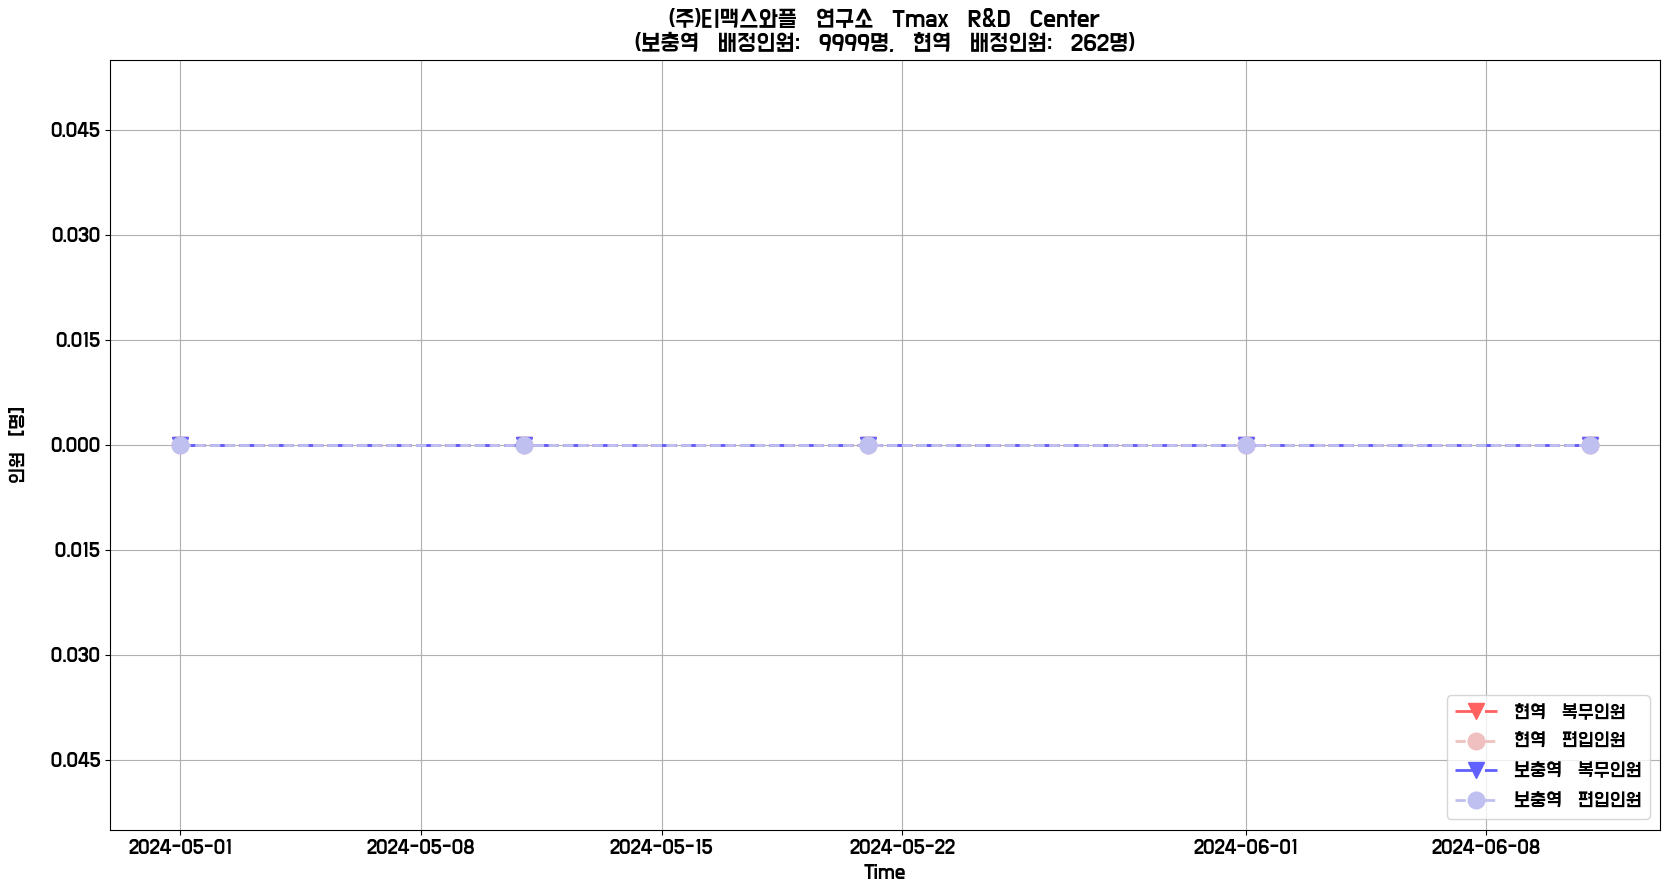 (주)티맥스와플 연구소 Tmax R&D Center
(보충역 배정인원: 9999명, 현역 배정인원: 262명)
0.045
0.030
0.015
0.000
0.015
0.030
0.045
인원 [명]
2024-05-01 2024-05-08 2024-05-15 2024-05-22 2024-06-01 2024-06-08
Time
현역 복무인원
현역 편입인원
보충역 복무인원
보충역 편입인원